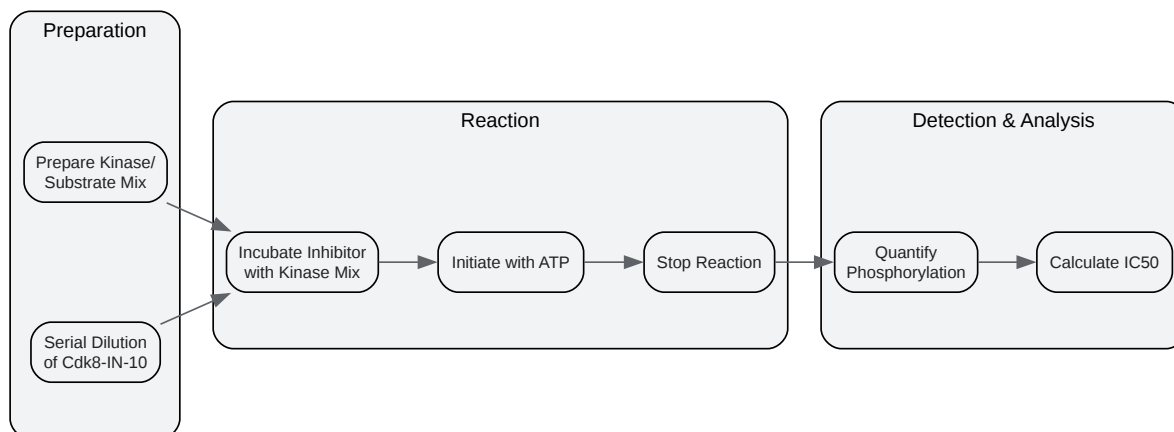 Preparation
Prepare Kinase/
Substrate Mix
Serial Dilution
of Cdk8-IN-10
Reaction
Incubate Inhibitor
with Kinase Mix
Initiate with ATP
Stop Reaction
Detection & Analysis
Quantify
Phosphorylation
Calculate IC50